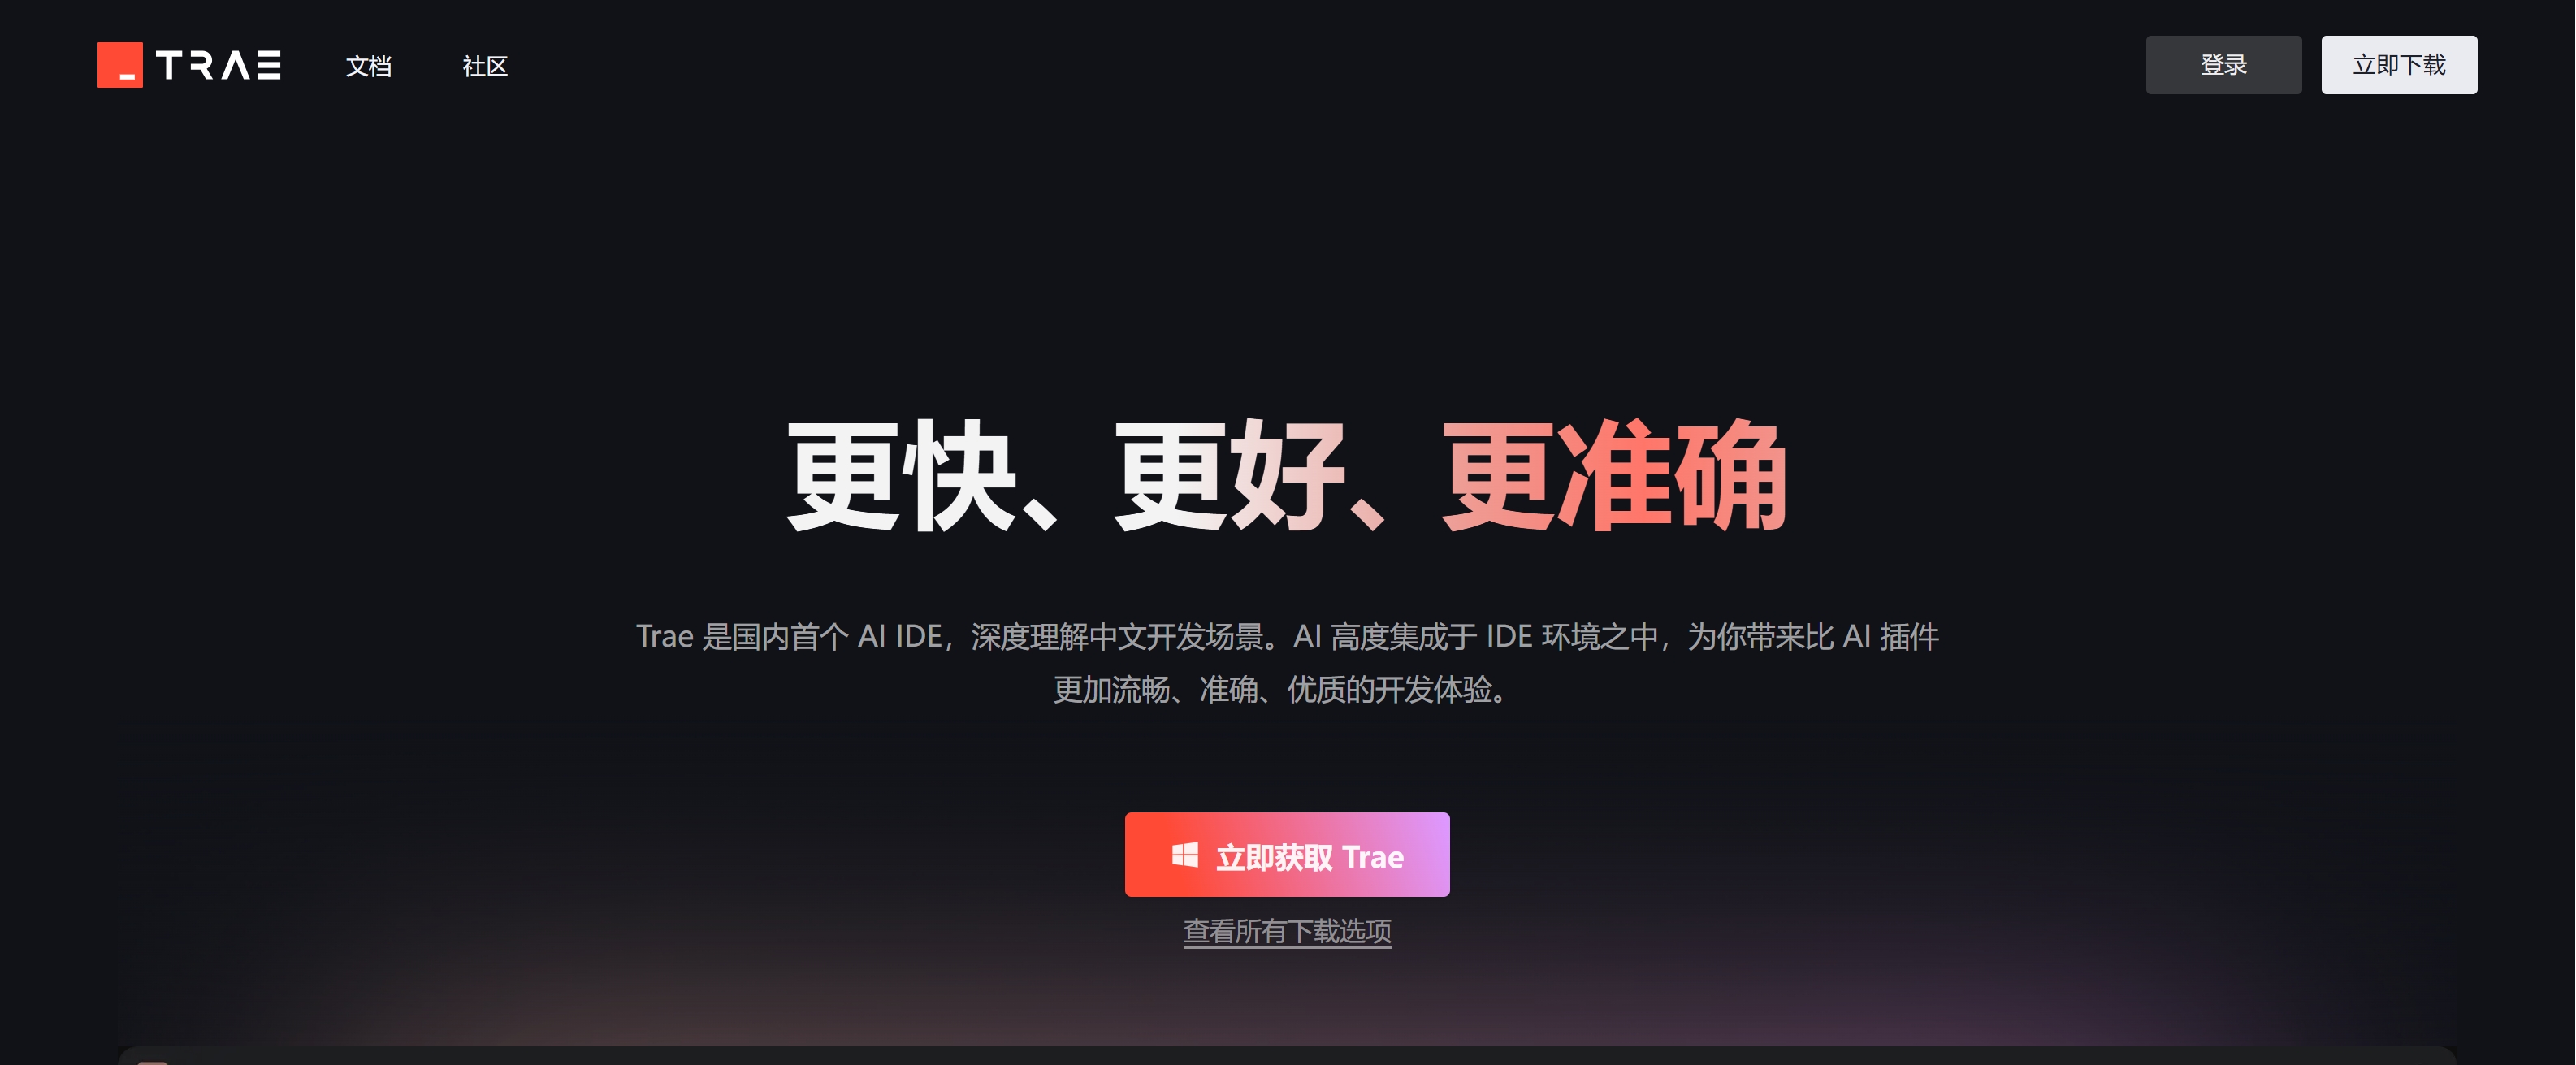 TRAE
文档
社区
登录
立即下载
更快、更好、更准确
Trae 是国内首个 AI IDE，深度理解中文开发场景。AI 高度集成于 IDE 环境之中，为你带来比 AI 插件
更加流畅、准确、优质的开发体验。
立即获取 Trae
查看所有下载选项